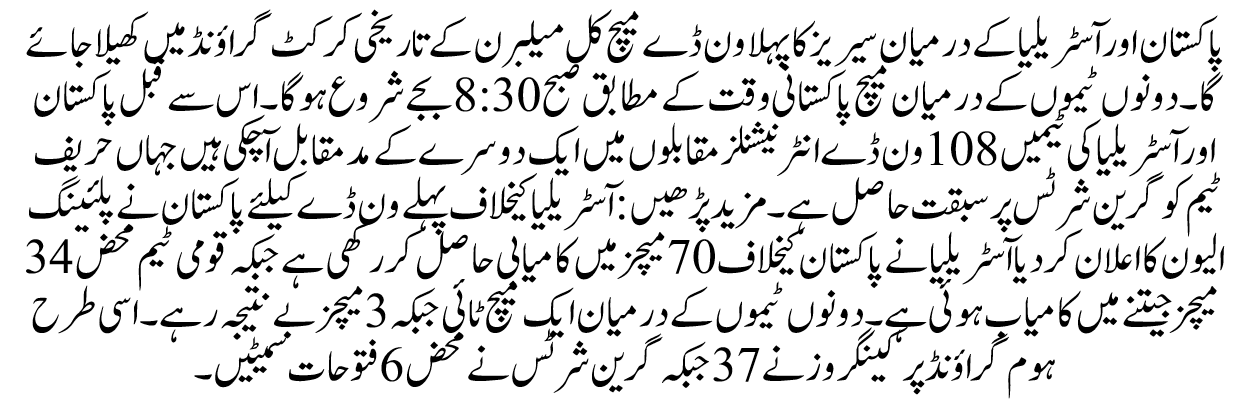 پاکستان اور آسٹریلیا کے درمیان سیریز کا پہلا ون ڈے میچ کل میلبرن کے تاریخی کرکٹ گراؤنڈ میں کھیلا جائے
گا۔دونوں ٹیموں کے درمیان میچ پاکستانی وقت کے مطابق صبح 8:30 بجے شروع ہوگا۔اس سے قبل پاکستان
اور آسٹریلیا کی ٹیمیں 108 ون ڈے انٹرنیشنلز مقابلوں میں ایک دوسرے کے مدمقابل آچکی ہیں جہاں حریف
ٹیم کو گرین شرٹس پر سبقت حاصل ہے۔مزید پڑھیں: آسٹریلیا کیخلاف پہلے ون ڈے کیلئے پاکستان نے پلئینگ
الیون کا اعلان کردیا آسٹریلیا نے پاکستان کیخلاف 70 میچز میں کامیابی حاصل کر رکھی ہے جبکہ قومی ٹیم محض 34
میچز جیتنے میں کامیاب ہوئی ہے۔دونوں ٹیموں کے درمیان ایک میچ ٹائی جبکہ 3 میچز بے نتیجہ رہے۔اسی طرح
ہوم گراؤنڈ پر کینگروز نے 37 جبکہ گرین شرٹس نے محض 6 فتوحات سمیٹیں۔